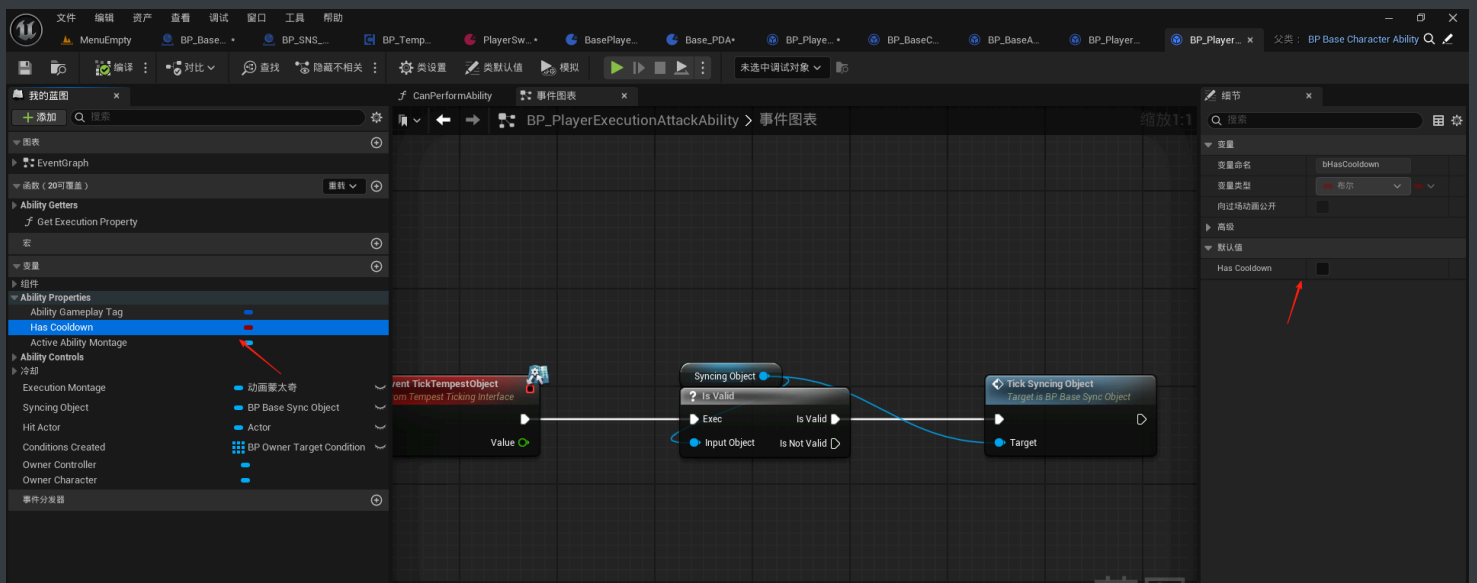 文件 编辑 资产 查看 调试 窗口 工具 帮助
MenuEmpty BP_Base... • BP_SNS_... BP_Temp... PlayerSw... • BasePlaye... Base_PDA• BP_Playe...• BP_BaseC... BP_BaseA... BP_Player... BP_Player... × 父类： BP Base Character Ability
编译 对比 查找 隐藏不相关 类设置 类默认值 模拟 未选中调试对象
我的蓝图 × CanPerformAbility 事件图表 × 细节 ×
添加 搜索 BP_PlayerExecutionAttackAbility > 事件图表 缩放1:1 搜索
图表
EventGraph
函数（20可覆盖） 重载
Ability Getters
Get Execution Property
宏
变量
组件
Ability Properties
Ability Gameplay Tag
Has Cooldown
Active Ability Montage
Ability Controls
冷却
Execution Montage 动画蒙太奇
Syncing Object BP Base Sync Object
Hit Actor Actor
Conditions Created BP Owner Target Condition
Owner Controller
Owner Character
事件分发器
vent TickTempestObject
om Tempest Ticking Interface
Value
Syncing Object
? Is Valid
Exec Is Valid
Input Object Is Not Valid
Tick Syncing Object
Target is BP Base Sync Object
Target
变量
变量命名 bHasCooldown
变量类型 布尔
向过场动画公开
高级
默认值
Has Cooldown